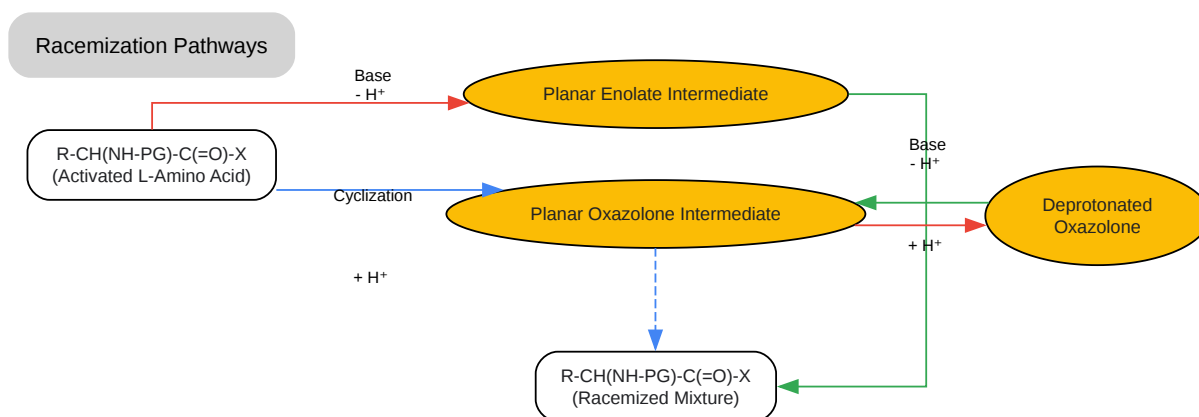 Racemization Pathways
Base
- H⁺
Planar Enolate Intermediate
R-CH(NH-PG)-C(=O)-X
(Activated L-Amino Acid)
Base
- H⁺
Cyclization
Planar Oxazolone Intermediate
Deprotonated
Oxazolone
+ H⁺
+ H⁺
R-CH(NH-PG)-C(=O)-X
(Racemized Mixture)